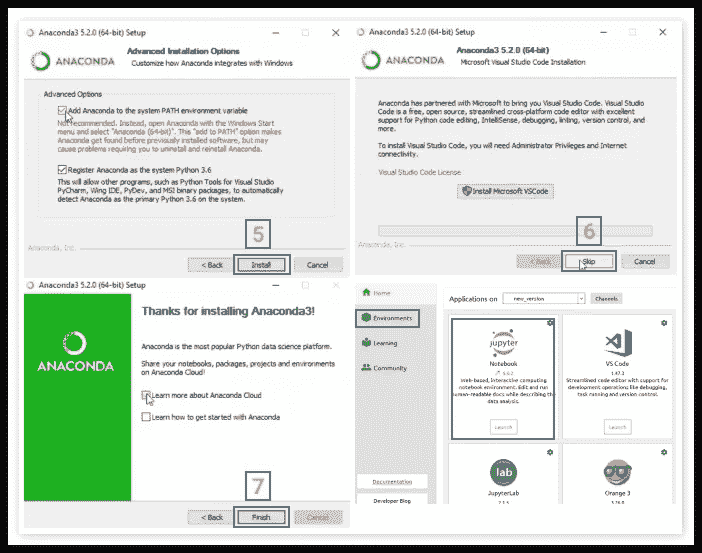 Anaconda3 5.2.0 (64-bit) Setup
Advanced Installation Options
Customize how Anaconda integrates with Windows
ANACONDA
Advanced Options
Add Anaconda to the system PATH environment variable
Not recommended. Instead, open Anaconda with the Windows Start
menu and select "Anaconda (64-bit)". This "add to PATH" option makes
Anaconda get found before previously installed software, but may
cause problems requiring you to uninstall and reinstall Anaconda.
Register Anaconda as the system Python 3.6
This will allow other programs, such as Python Tools for Visual Studio
PyCharm, Wing IDE, PyDev, and MSI binary packages, to automatically
detect Anaconda as the primary Python 3.6 on the system.
5
Anaconda, Inc.
< Back
Install
Cancel
Anaconda3 5.2.0 (64-bit) Setup
Anaconda3 5.2.0 (64-bit)
Microsoft Visual Studio Code Installation
ANACONDA
Anaconda has partnered with Microsoft to bring you Visual Studio Code. Visual Studio
Code is a free, open source, streamlined cross-platform code editor with excellent
support for Python code editing, IntelliSense, debugging, linting, version control, and
more.
To install Visual Studio Code, you will need Administrator Privileges and Internet
connectivity.
Visual Studio Code License
Install Microsoft VSCode
6
Anaconda, Inc.
< Back
Skip
Cancel
Anaconda3 5.2.0 (64-bit) Setup
Thanks for installing Anaconda3!
ANACONDA
Anaconda is the most popular Python data science platform.
Share your notebooks, packages, projects and environments
on Anaconda Cloud!
Learn more about Anaconda Cloud
Learn how to get started with Anaconda
7
< Back
Finish
Cancel
Home
Environments
Learning
Community
Documentation
Developer Blog
Applications on
new_version
Channels
jupyter
Notebook
Web-based, interactive computing
notebook environment. Edit and run
human-readable docs while describing the
data analysis.
Launch
VS Code
1.47.2
Streamlined code editor with support for
development operations like debugging,
task running and version control.
Launch
lab
JupyterLab
Orange 3